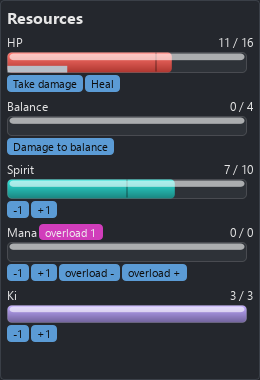 Resources
HP 11 / 16
Take damage Heal
Balance 0 / 4
Damage to balance
Spirit 7 / 10
-1 +1
Mana overload 1 0 / 0
-1 +1 overload - overload +
Ki 3 / 3
-1 +1